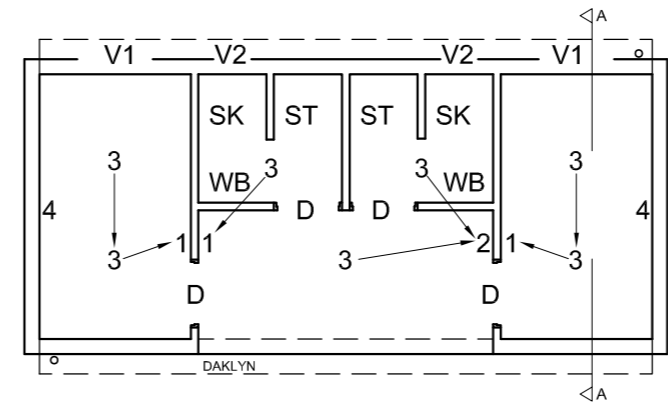 A
V1 V2 V2 V1
SK ST ST SK
3 3 3 3
WB WB
4 D D 4
1 1 2 1
3 3 3
D D
DAKLYN
A